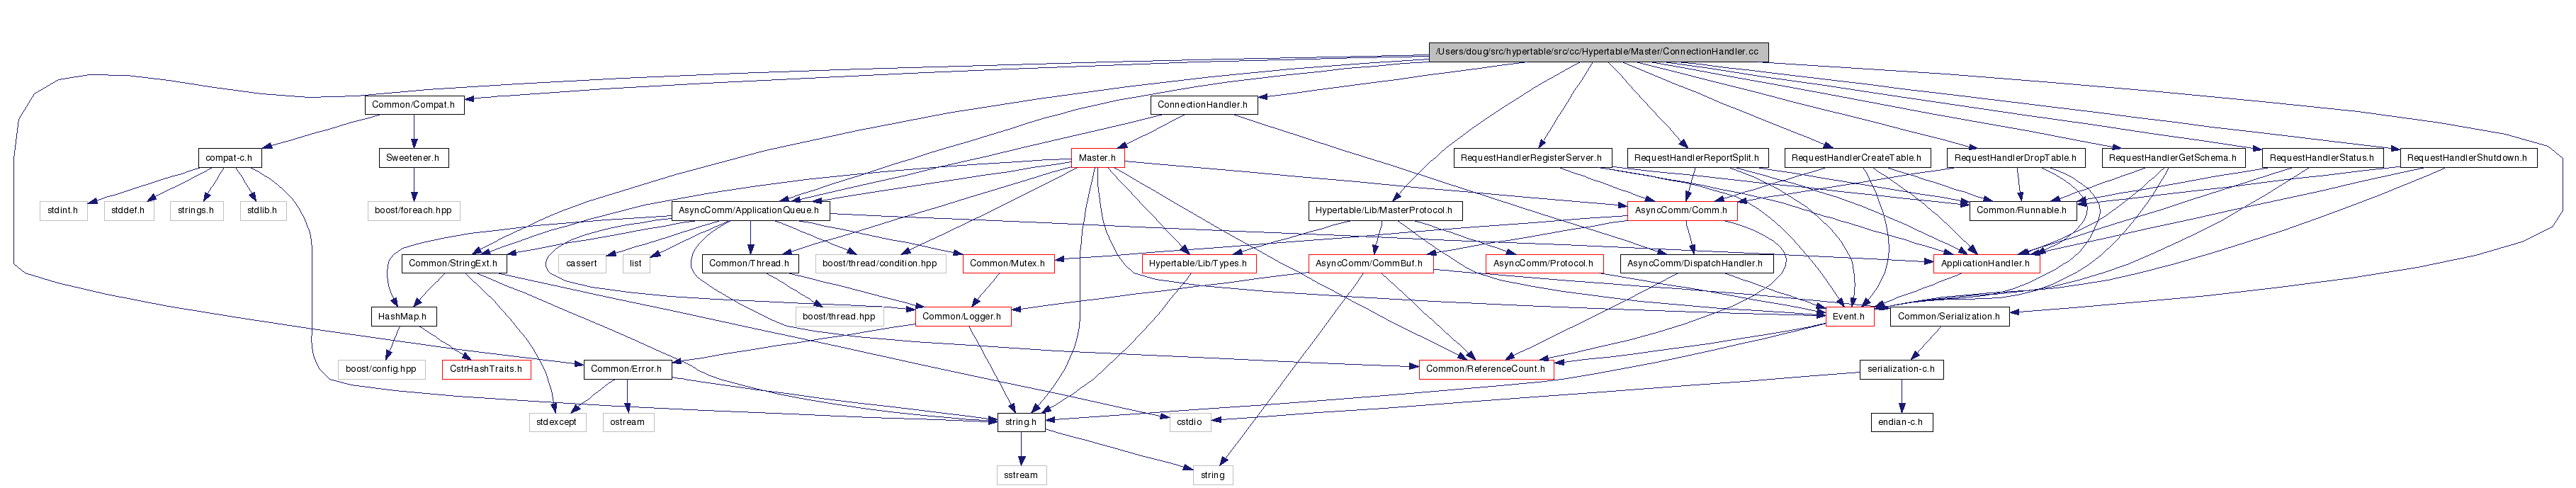 /Users/doug/src/hypertable/src/cc/Hypertable/Master/ConnectionHandler.cc
Common/Compat.h
ConnectionHandler.h
compat-c.h
Sweetener.h
Master.h
RequestHandlerRegisterServer.h
RequestHandlerReportSplit.h
RequestHandlerCreateTable.h
RequestHandlerDropTable.h
RequestHandlerGetSchema.h
RequestHandlerStatus.h
RequestHandlerShutdown.h
stdint.h
stddef.h
strings.h
stdlib.h
boost/foreach.hpp
AsyncComm/ApplicationQueue.h
Hypertable/Lib/MasterProtocol.h
AsyncComm/Comm.h
Common/Runnable.h
Common/StringExt.h
cassert
list
Common/Thread.h
boost/thread/condition.hpp
Common/Mutex.h
Hypertable/Lib/Types.h
AsyncComm/CommBuf.h
AsyncComm/Protocol.h
AsyncComm/DispatchHandler.h
ApplicationHandler.h
HashMap.h
boost/thread.hpp
Common/Logger.h
Event.h
Common/Serialization.h
boost/config.hpp
CstrHashTraits.h
Common/Error.h
Common/ReferenceCount.h
serialization-c.h
stdexcept
ostream
string.h
cstdio
endian-c.h
sstream
string